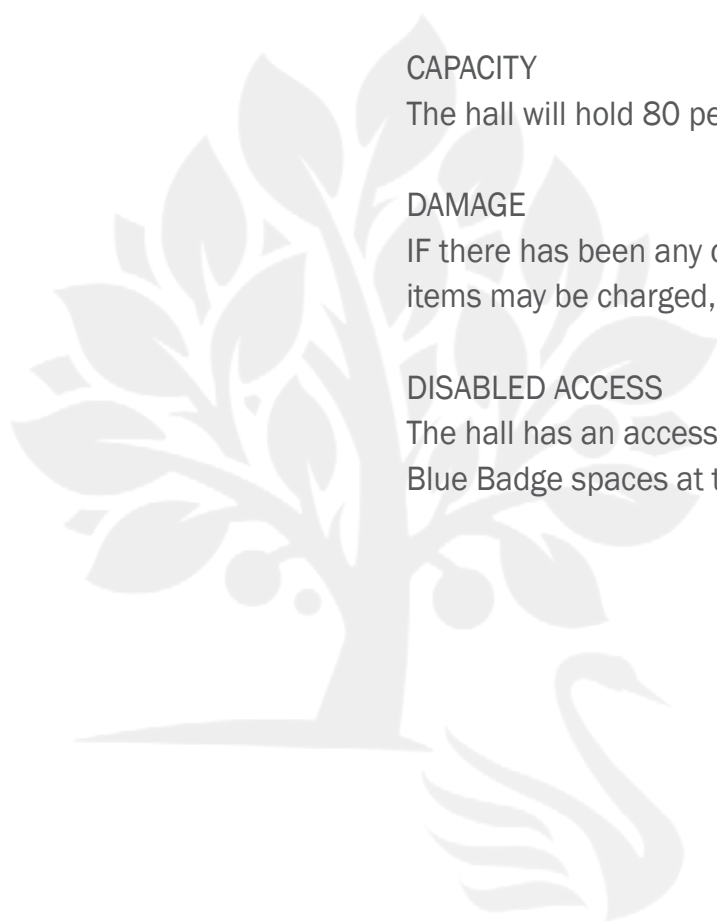 CAPACITY
The hall will hold 80 pe
DAMAGE
IF there has been any
items may be charged,
DISABLED ACCESS
The hall has an access
Blue Badge spaces at